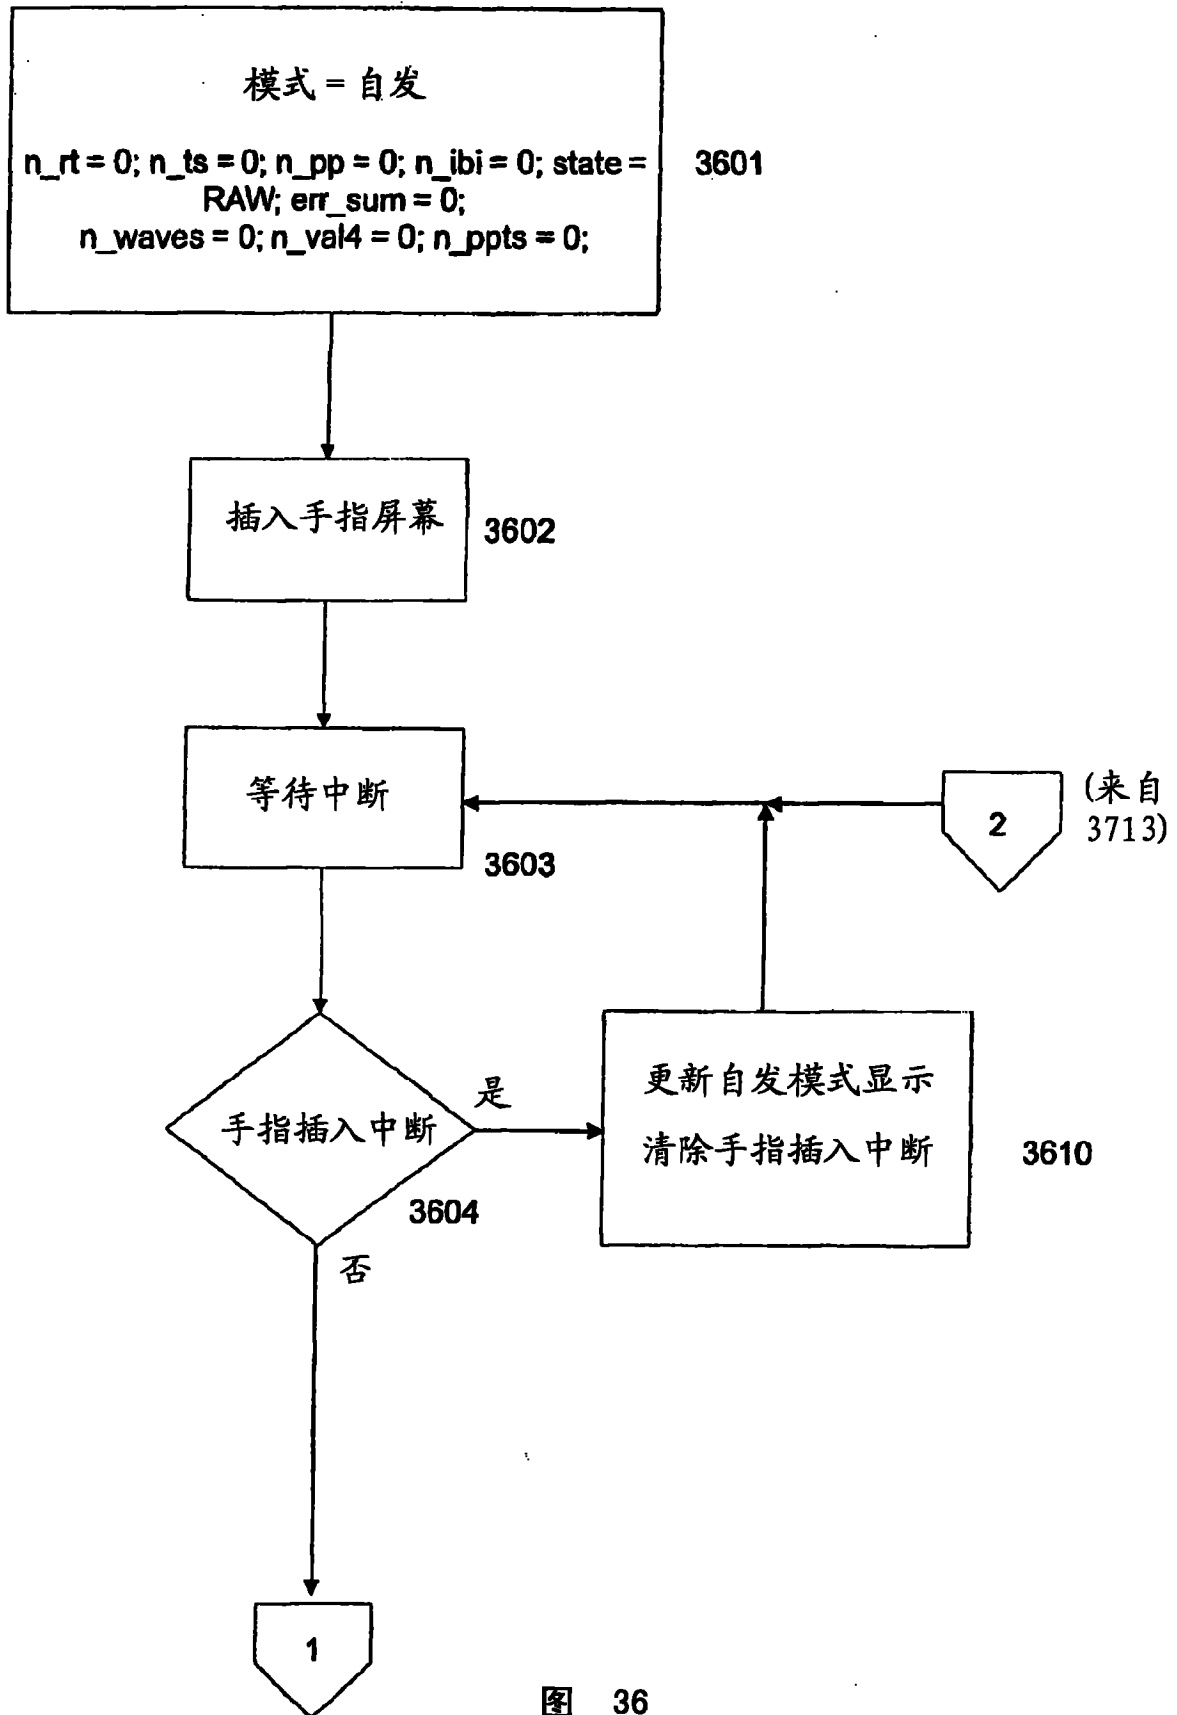 模式 = 自发
n_rt = 0; n_ts = 0; n_pp = 0; n_ibi = 0; state =
RAW; err_sum = 0;
n_waves = 0; n_val4 = 0; n_ppts = 0;
3601
插入手指屏幕
3602
等待中断
3603
2
(来自
3713)
手指插入中断
3604
是
更新自发模式显示
清除手指插入中断
3610
否
1
图 36